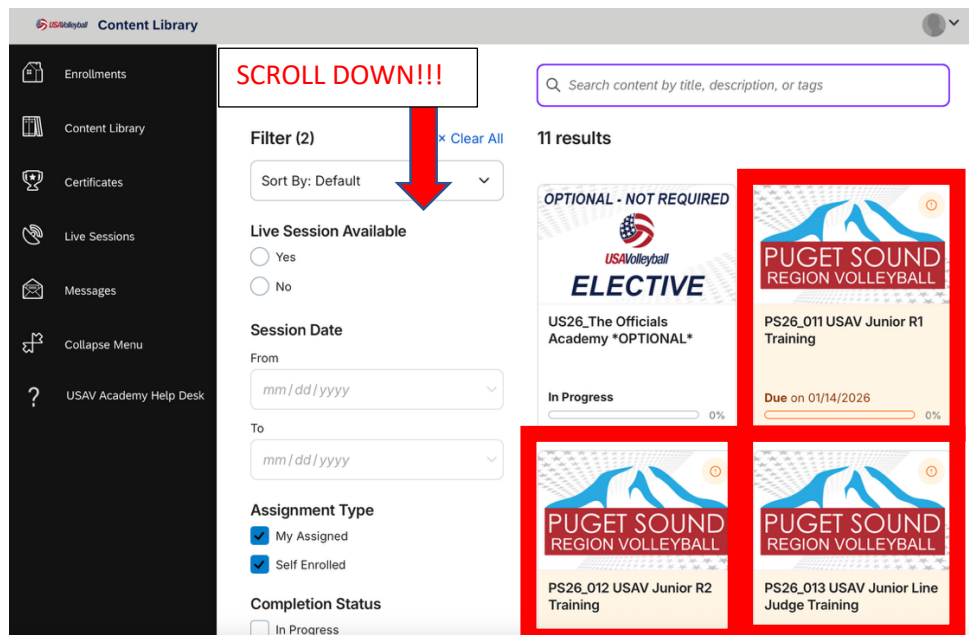 USAVolleyball Content Library
SCROLL DOWN!!!
Enrollments
Content Library
Certificates
Live Sessions
Messages
Collapse Menu
? USAV Academy Help Desk
Search content by title, description, or tags
Filter (2)
× Clear All
11 results
Sort By: Default
Live Session Available
Yes
No
Session Date
From
mm/dd/yyyy
To
mm/dd/yyyy
Assignment Type
My Assigned
Self Enrolled
Completion Status
In Progress
OPTIONAL - NOT REQUIRED
USAVolleyball
ELECTIVE
US26_The Officials
Academy *OPTIONAL*
In Progress
0%
PUGET SOUND
REGION VOLLEYBALL
PS26_011 USAV Junior R1
Training
Due on 01/14/2026
0%
PUGET SOUND
REGION VOLLEYBALL
PS26_012 USAV Junior R2
Training
PUGET SOUND
REGION VOLLEYBALL
PS26_013 USAV Junior Line
Judge Training